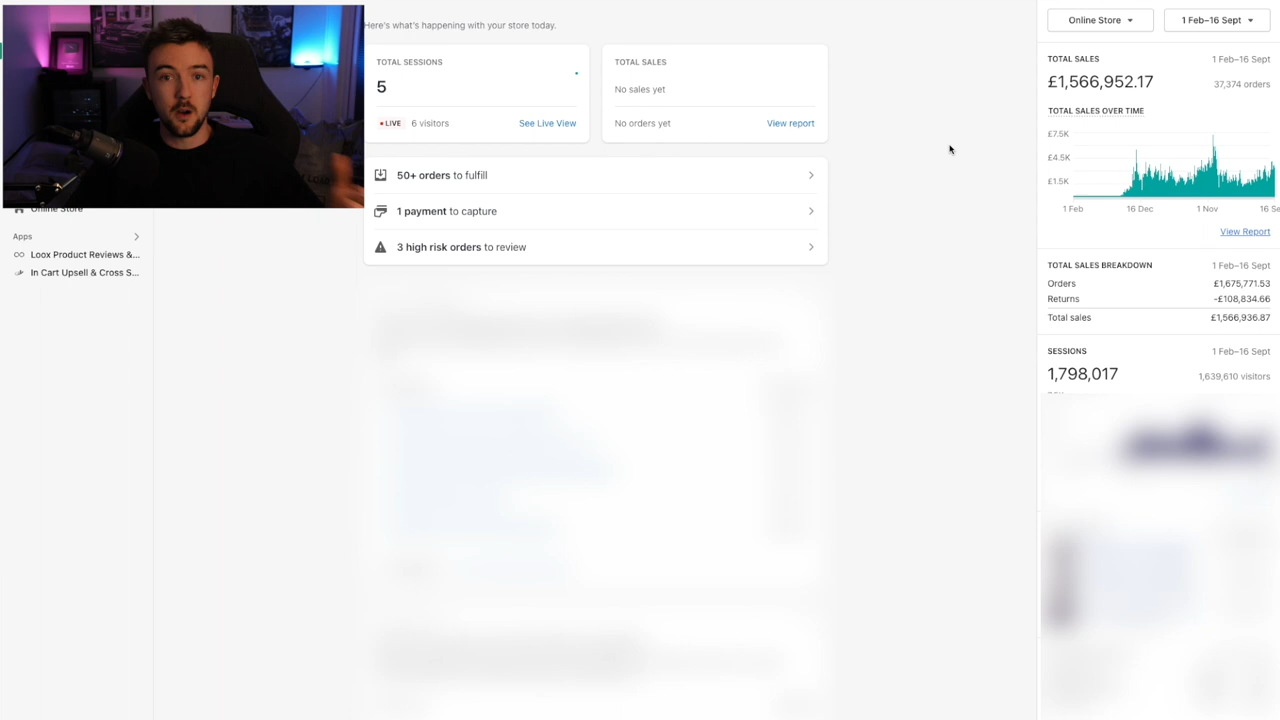 Here's what's happening with your store today.
TOTAL SESSIONS
5
LIVE 6 visitors See Live View
TOTAL SALES
No sales yet
No orders yet View report
50+ orders to fulfill
1 payment to capture
3 high risk orders to review
Online Store
Apps
Loox Product Reviews &...
In Cart Upsell & Cross S...
Online Store 1 Feb–16 Sept
TOTAL SALES 1 Feb–16 Sept
£1,566,952.17 37,374 orders
TOTAL SALES OVER TIME
£7.5K
£4.5K
£1.5K
1 Feb 16 Dec 1 Nov 16 Se
View Report
TOTAL SALES BREAKDOWN 1 Feb–16 Sept
Orders £1,675,771.53
Returns -£108,834.66
Total sales £1,566,936.87
SESSIONS 1 Feb–16 Sept
1,798,017 1,639,610 visitors